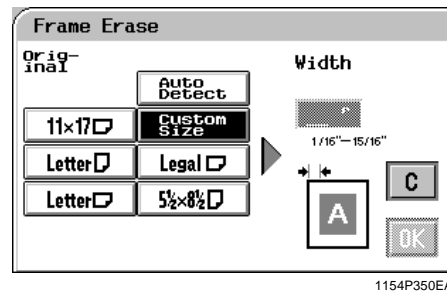 Frame Erase
Orig-
inal
Width
Auto
Detect
11×17
Custom
Size
1/16"—15/16"
Letter
Legal
C
Letter
5½×8½
A
OK
1154P350EA